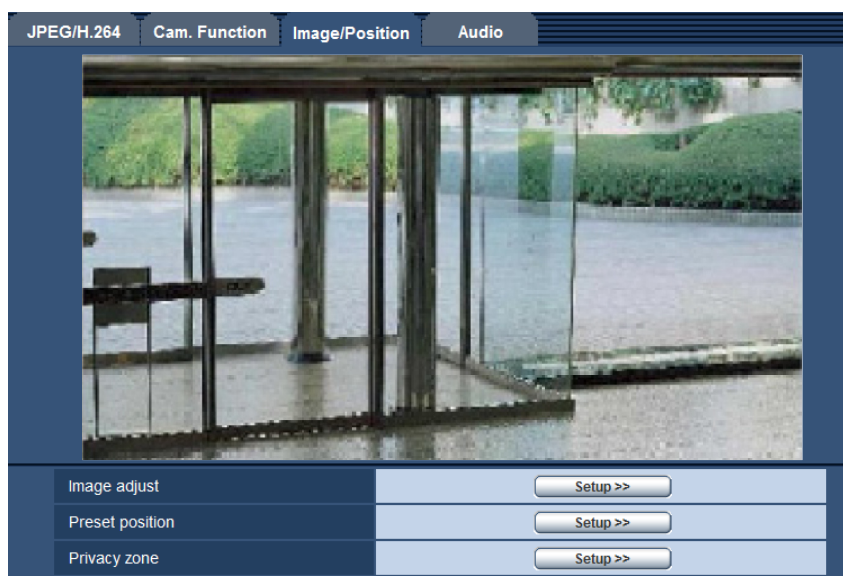 JPEG/H.264 Cam. Function Image/Position Audio
Image adjust Setup >>
Preset position Setup >>
Privacy zone Setup >>